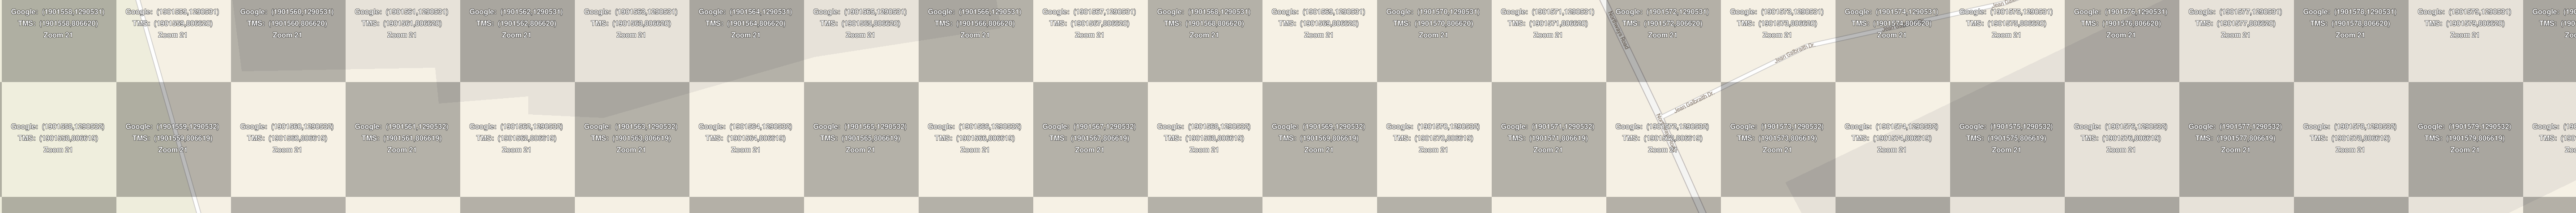 Google: (1901558,1290531)
TMS: (1901558,806620)
Zoom 21
Google: (1901559,1290531)
TMS: (1901559,806620)
Zoom 21
Google: (1901560,1290531)
TMS: (1901560,806620)
Zoom 21
Google: (1901561,1290531)
TMS: (1901561,806620)
Zoom 21
Google: (1901562,1290531)
TMS: (1901562,806620)
Zoom 21
Google: (1901563,1290531)
TMS: (1901563,806620)
Zoom 21
Google: (1901564,1290531)
TMS: (1901564,806620)
Zoom 21
Google: (1901565,1290531)
TMS: (1901565,806620)
Zoom 21
Google: (1901566,1290531)
TMS: (1901566,806620)
Zoom 21
Google: (1901567,1290531)
TMS: (1901567,806620)
Zoom 21
Google: (1901568,1290531)
TMS: (1901568,806620)
Zoom 21
Google: (1901569,1290531)
TMS: (1901569,806620)
Zoom 21
Google: (1901570,1290531)
TMS: (1901570,806620)
Zoom 21
Google: (1901571,1290531)
TMS: (1901571,806620)
Zoom 21
Google: (1901572,1290531)
TMS: (1901572,806620)
Zoom 21
Road
Google: (1901573,1290531)
TMS: (1901573,806620)
Zoom 21
Jean Galbraith Dr
Google: (1901574,1290531)
TMS: (1901574,806620)
Zoom 21
Google: (1901575,1290531)
TMS: (1901575,806620)
Zoom 21
Google: (1901576,1290531)
TMS: (1901576,806620)
Zoom 21
Google: (1901577,1290531)
TMS: (1901577,806620)
Zoom 21
Google: (1901578,1290531)
TMS: (1901578,806620)
Zoom 21
Google: (1901579,1290531)
TMS: (1901579,806620)
Zoom 21
Jean Galbraith Dr
Google: (1901558,1290532)
TMS: (1901558,806619)
Zoom 21
Google: (1901559,1290532)
TMS: (1901559,806619)
Zoom 21
Google: (1901560,1290532)
TMS: (1901560,806619)
Zoom 21
Google: (1901561,1290532)
TMS: (1901561,806619)
Zoom 21
Google: (1901562,1290532)
TMS: (1901562,806619)
Zoom 21
Google: (1901563,1290532)
TMS: (1901563,806619)
Zoom 21
Google: (1901564,1290532)
TMS: (1901564,806619)
Zoom 21
Google: (1901565,1290532)
TMS: (1901565,806619)
Zoom 21
Google: (1901566,1290532)
TMS: (1901566,806619)
Zoom 21
Google: (1901567,1290532)
TMS: (1901567,806619)
Zoom 21
Google: (1901568,1290532)
TMS: (1901568,806619)
Zoom 21
Google: (1901569,1290532)
TMS: (1901569,806619)
Zoom 21
Google: (1901570,1290532)
TMS: (1901570,806619)
Zoom 21
Google: (1901571,1290532)
TMS: (1901571,806619)
Zoom 21
Google: (1901572,1290532)
TMS: (1901572,806619)
Zoom 21
Google: (1901573,1290532)
TMS: (1901573,806619)
Zoom 21
Google: (1901574,1290532)
TMS: (1901574,806619)
Zoom 21
Google: (1901575,1290532)
TMS: (1901575,806619)
Zoom 21
Google: (1901576,1290532)
TMS: (1901576,806619)
Zoom 21
Google: (1901577,1290532)
TMS: (1901577,806619)
Zoom 21
Google: (1901578,1290532)
TMS: (1901578,806619)
Zoom 21
Google: (1901579,1290532)
TMS: (1901579,806619)
Zoom 21